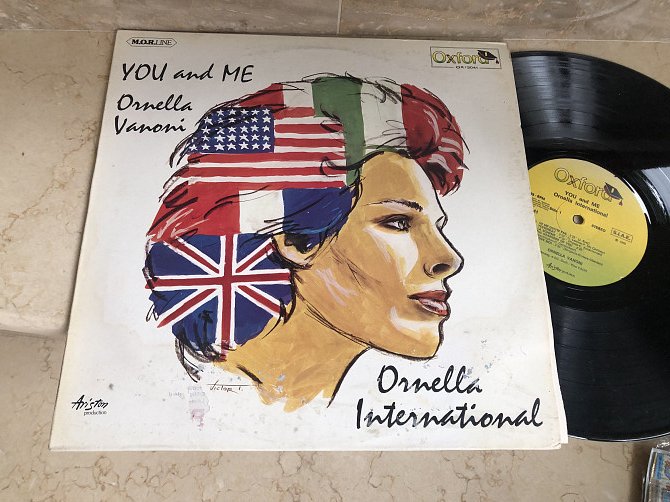 M.O.R. LINE
Oxford
YOU and ME
Ornella
Vanoni
Ornella
International
Ariston
production
Oxford
YOU and ME
Ornella International
STEREO
S.I.A.E.
ORNELLA VANONI